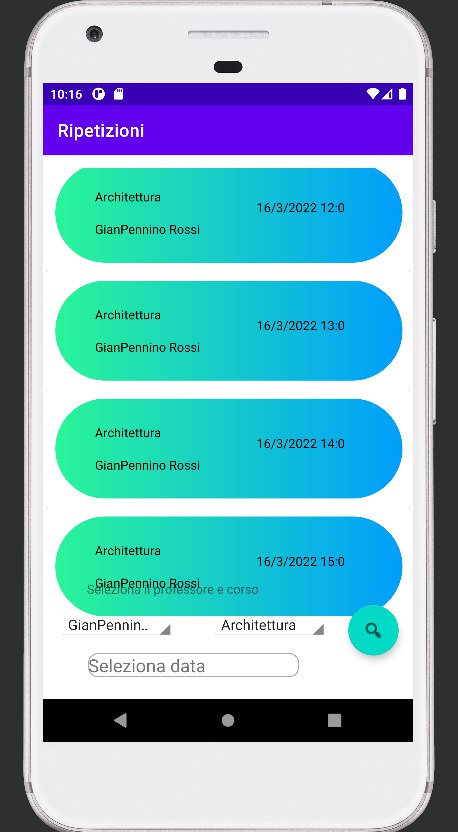 10:16
Ripetizioni
Architettura
16/3/2022 12:0
GianPennino Rossi
Architettura
16/3/2022 13:0
GianPennino Rossi
Architettura
16/3/2022 14:0
GianPennino Rossi
Architettura
16/3/2022 15:0
GianPennino Rossi
Seleziona il professore e corso
GianPennin.. Architettura
Seleziona data